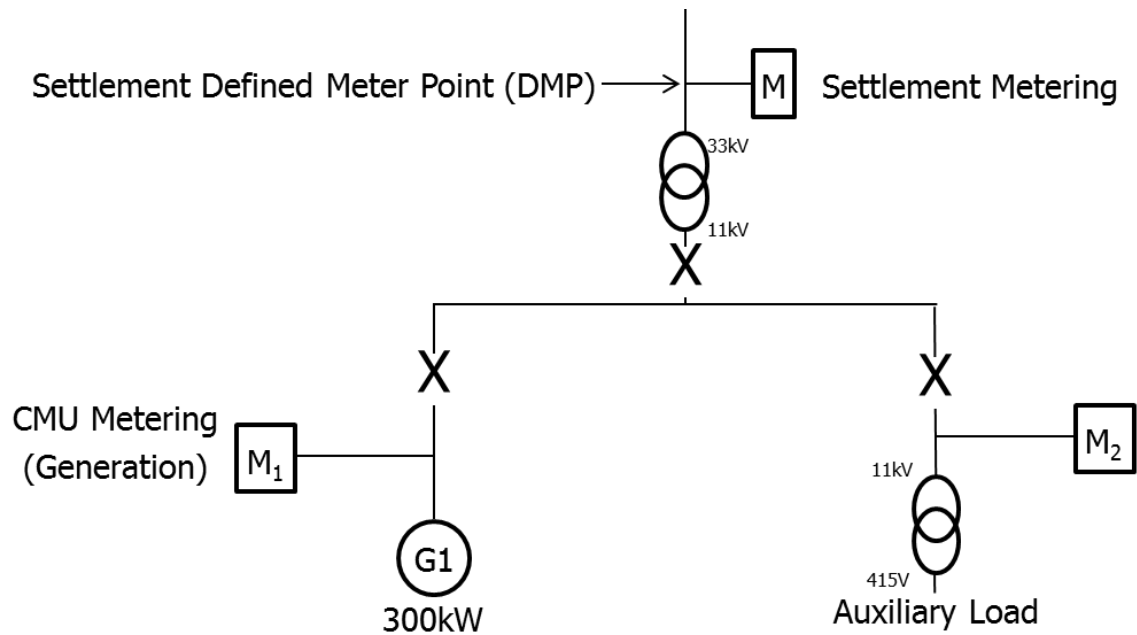 Settlement Defined Meter Point (DMP)
M
Settlement Metering
33kV
11kV
X
X
X
CMU Metering
(Generation)
M₁
M₂
11kV
G1
300kW
415V
Auxiliary Load